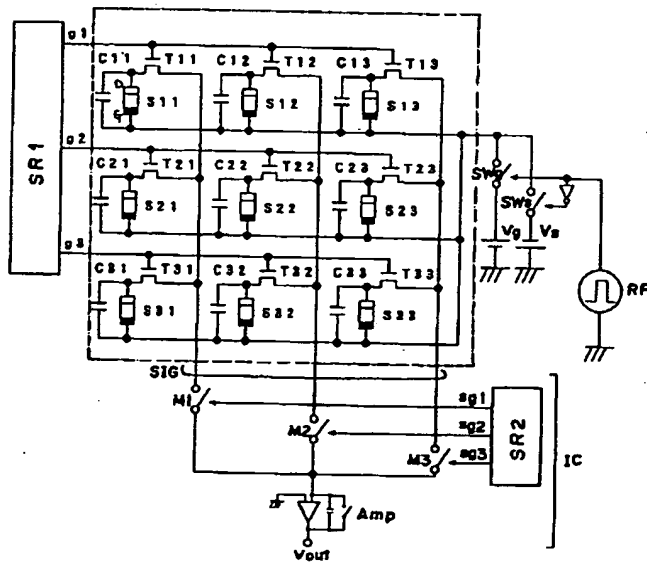 g1
C11 T11 C12 T12 C13 T13
D
S11 S12 S13
G
SR1
g2
C21 T21 C22 T22 C23 T23
S21 S22 S23
SWg
SWs
Vg Vs
g3
C31 T31 C32 T32 C33 T33
S31 S32 S33
RF
SIG
M1 sg1
M2 sg2
M3 sg3
SR2
IC
Amp
Vout